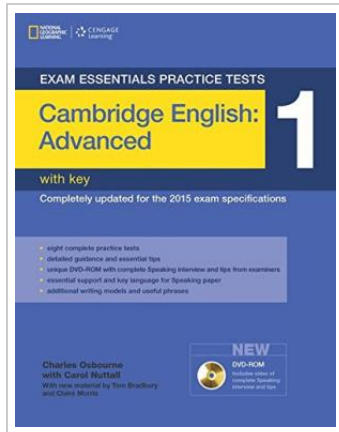 NATIONAL
GEOGRAPHIC
LEARNING
CENGAGE
Learning
EXAM ESSENTIALS PRACTICE TESTS
Cambridge English:
Advanced
1
with key
Completely updated for the 2015 exam specifications
• eight complete practice tests
• detailed guidance and essential tips
• unique DVD-ROM with complete Speaking interview and tips from examiners
• essential support and key language for Speaking paper
• additional writing models and useful phrases
Charles Osbourne
with Carol Nuttall
With new material by Tom Bradbury
and Claire Morris
NEW
DVD-ROM
Includes video of
complete Speaking
interview and tips